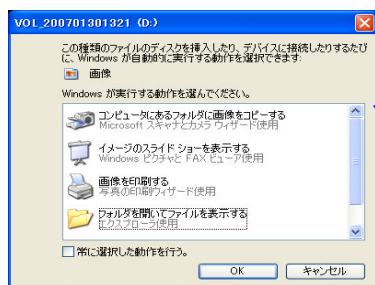 VOL_200701301321 (D:)
この種類のファイルのディスクを挿入したり、デバイスに接続したりするたび
に、Windows が自動的に実行する動作を選択できます:
画像
Windows が実行する動作を選んでください。
コンピュータにあるフォルダに画像をコピーする
Microsoft スキャナとカメラ ウィザード使用
イメージのスライド ショーを表示する
Windows ピクチャと FAX ビューア使用
画像を印刷する
写真の印刷ウィザード使用
フォルダを開いてファイルを表示する
エクスプローラ使用
常に選択した動作を行う。
OK
キャンセル